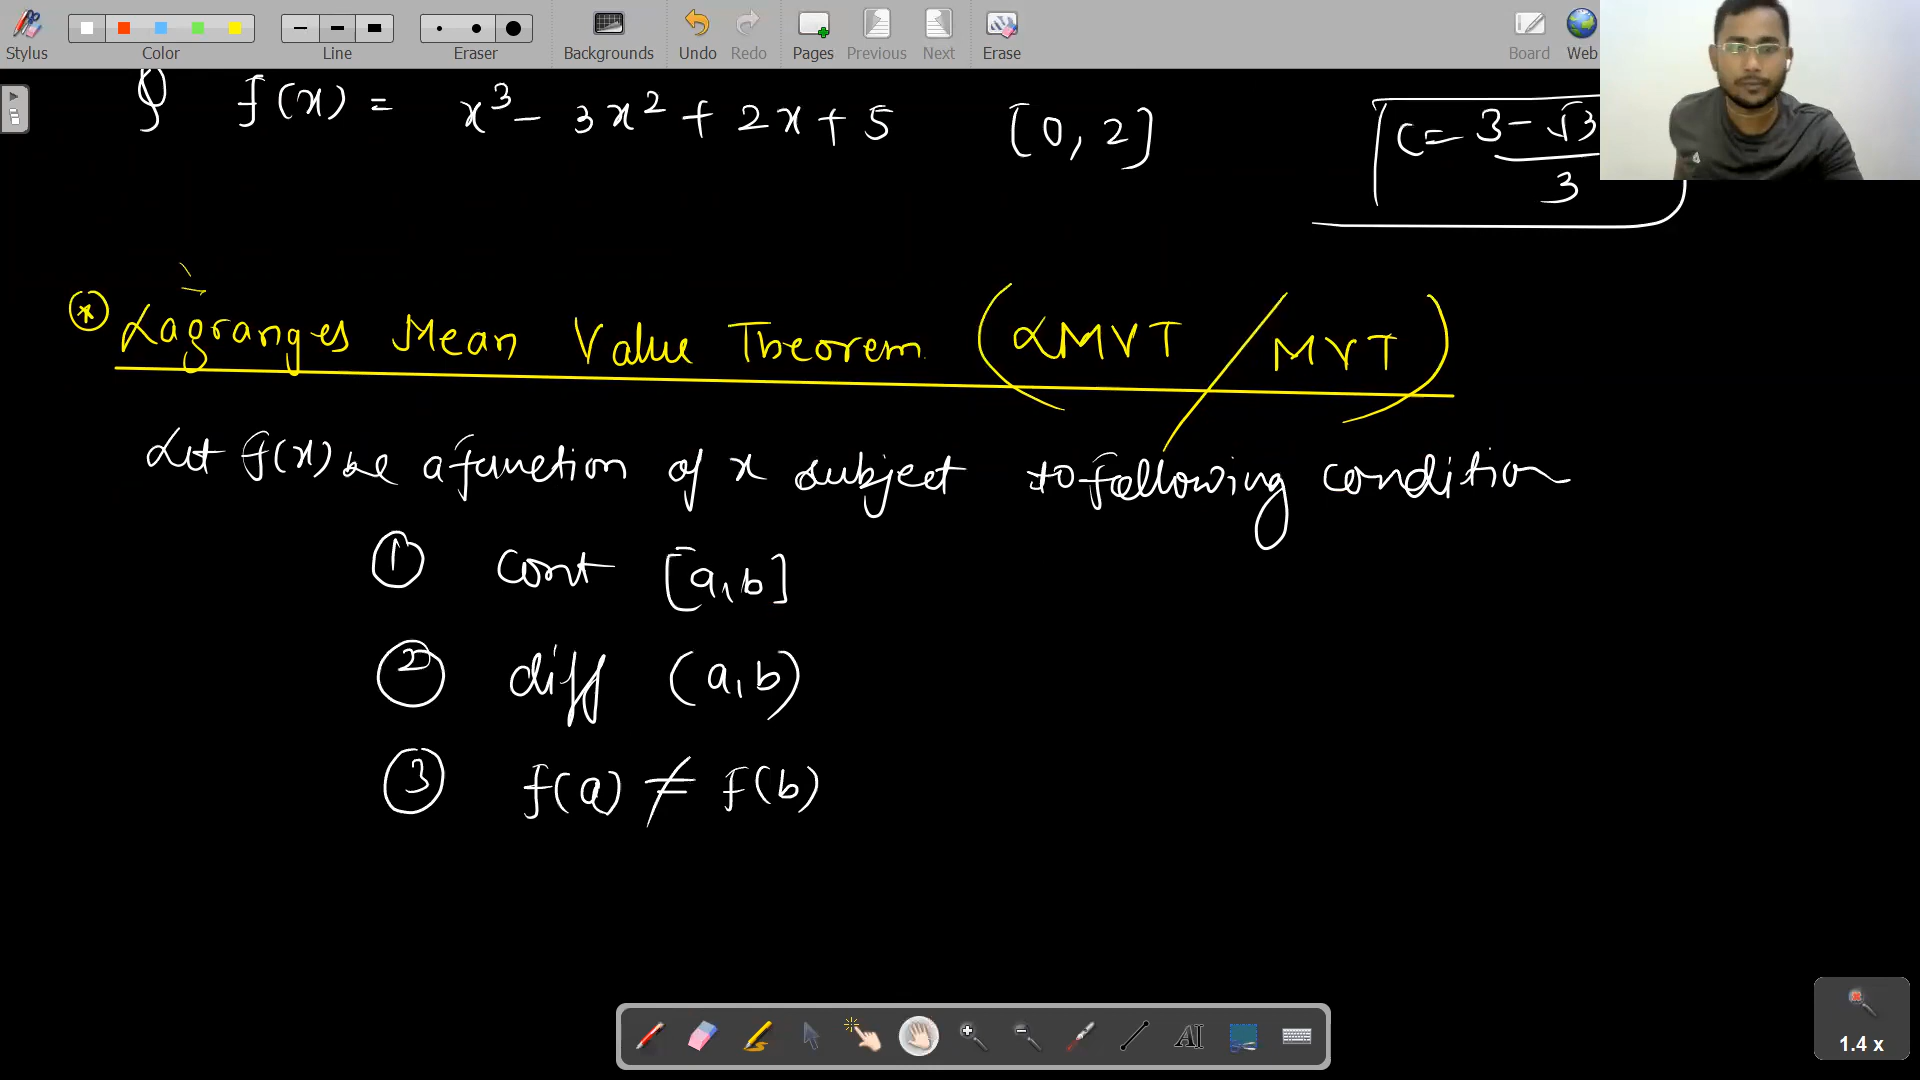 Stylus Color Line Eraser Backgrounds Undo Redo Pages Previous Next Erase Board Web
f(x) = x³ - 3x² + 2x + 5 [0, 2]
c = 3 - √3
3
* Lagranges Mean Value Theorem (LMVT / MVT)
Let f(x) be a function of x subject to following condition
① cont [a, b]
② diff (a, b)
③ f(a) ≠ f(b)
AI
1.4 x